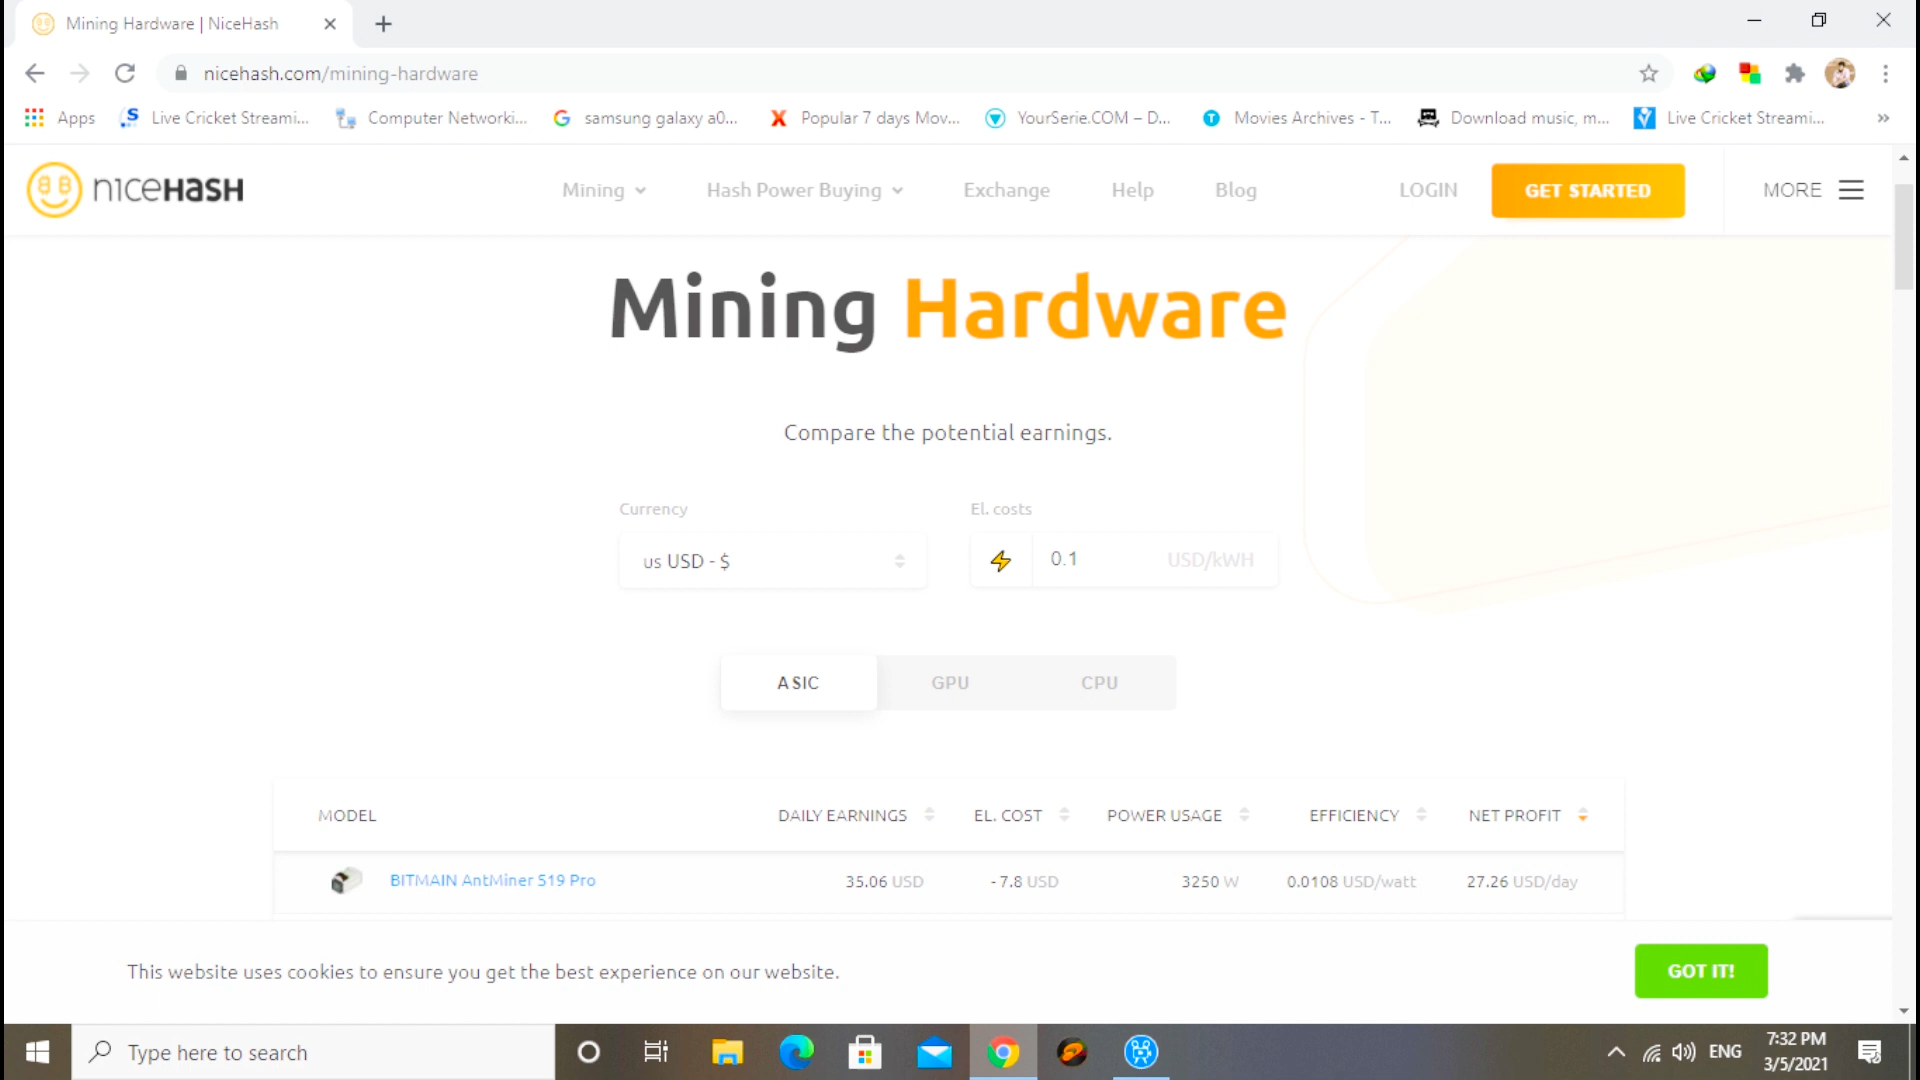 Mining Hardware | NiceHash
nicehash.com/mining-hardware
Apps Live Cricket Streami... Computer Networki... samsung galaxy a0... Popular 7 days Mov... YourSerie.COM – D... Movies Archives - T... Download music, m... Live Cricket Streami... »
nıceHasH Mining Hash Power Buying Exchange Help Blog LOGIN GET STARTED MORE
Mining Hardware
Compare the potential earnings.
Currency El. costs
us USD - $ 0.1 USD/kWH
ASIC GPU CPU
MODEL DAILY EARNINGS EL. COST POWER USAGE EFFICIENCY NET PROFIT
BITMAIN AntMiner S19 Pro 35.06 USD - 7.8 USD 3250 W 0.0108 USD/watt 27.26 USD/day
This website uses cookies to ensure you get the best experience on our website. GOT IT!
Type here to search ENG 7:32 PM
3/5/2021